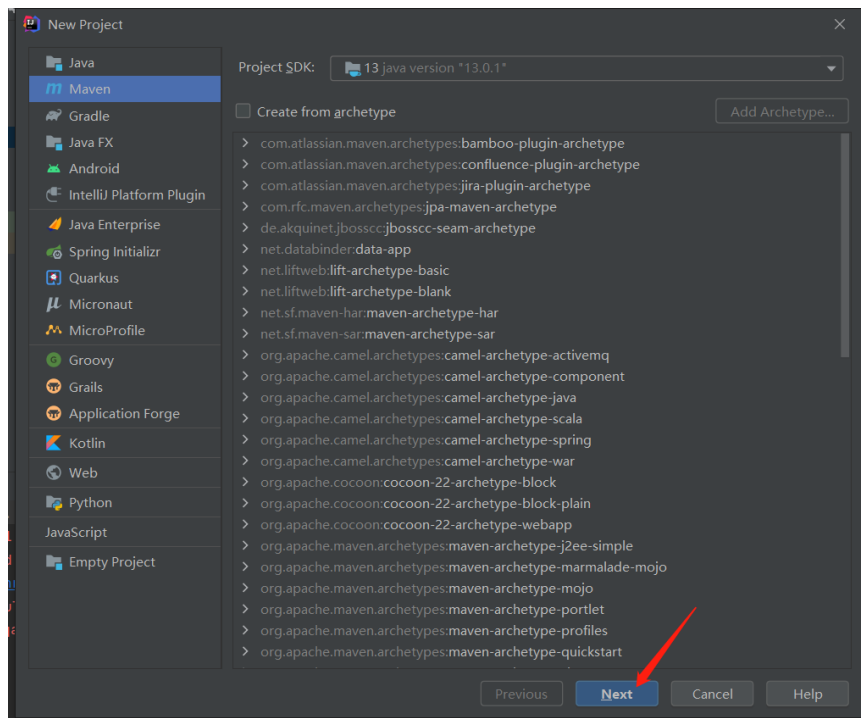 New Project
Java
Maven
Gradle
Java FX
Android
IntelliJ Platform Plugin
Java Enterprise
Spring Initializr
Quarkus
Micronaut
MicroProfile
Groovy
Grails
Application Forge
Kotlin
Web
Python
JavaScript
Empty Project
Project SDK: 13 java version "13.0.1"
Create from archetype
Add Archetype...
com.atlassian.maven.archetypes:bamboo-plugin-archetype
com.atlassian.maven.archetypes:confluence-plugin-archetype
com.atlassian.maven.archetypes:jira-plugin-archetype
com.rfc.maven.archetypes:jpa-maven-archetype
de.akquinet.jbosscc:jbosscc-seam-archetype
net.databinder:data-app
net.liftweb:lift-archetype-basic
net.liftweb:lift-archetype-blank
net.sf.maven-har:maven-archetype-har
net.sf.maven-sar:maven-archetype-sar
org.apache.camel.archetypes:camel-archetype-activemq
org.apache.camel.archetypes:camel-archetype-component
org.apache.camel.archetypes:camel-archetype-java
org.apache.camel.archetypes:camel-archetype-scala
org.apache.camel.archetypes:camel-archetype-spring
org.apache.camel.archetypes:camel-archetype-war
org.apache.cocoon:cocoon-22-archetype-block
org.apache.cocoon:cocoon-22-archetype-block-plain
org.apache.cocoon:cocoon-22-archetype-webapp
org.apache.maven.archetypes:maven-archetype-j2ee-simple
org.apache.maven.archetypes:maven-archetype-marmalade-mojo
org.apache.maven.archetypes:maven-archetype-mojo
org.apache.maven.archetypes:maven-archetype-portlet
org.apache.maven.archetypes:maven-archetype-profiles
org.apache.maven.archetypes:maven-archetype-quickstart
Previous
Next
Cancel
Help